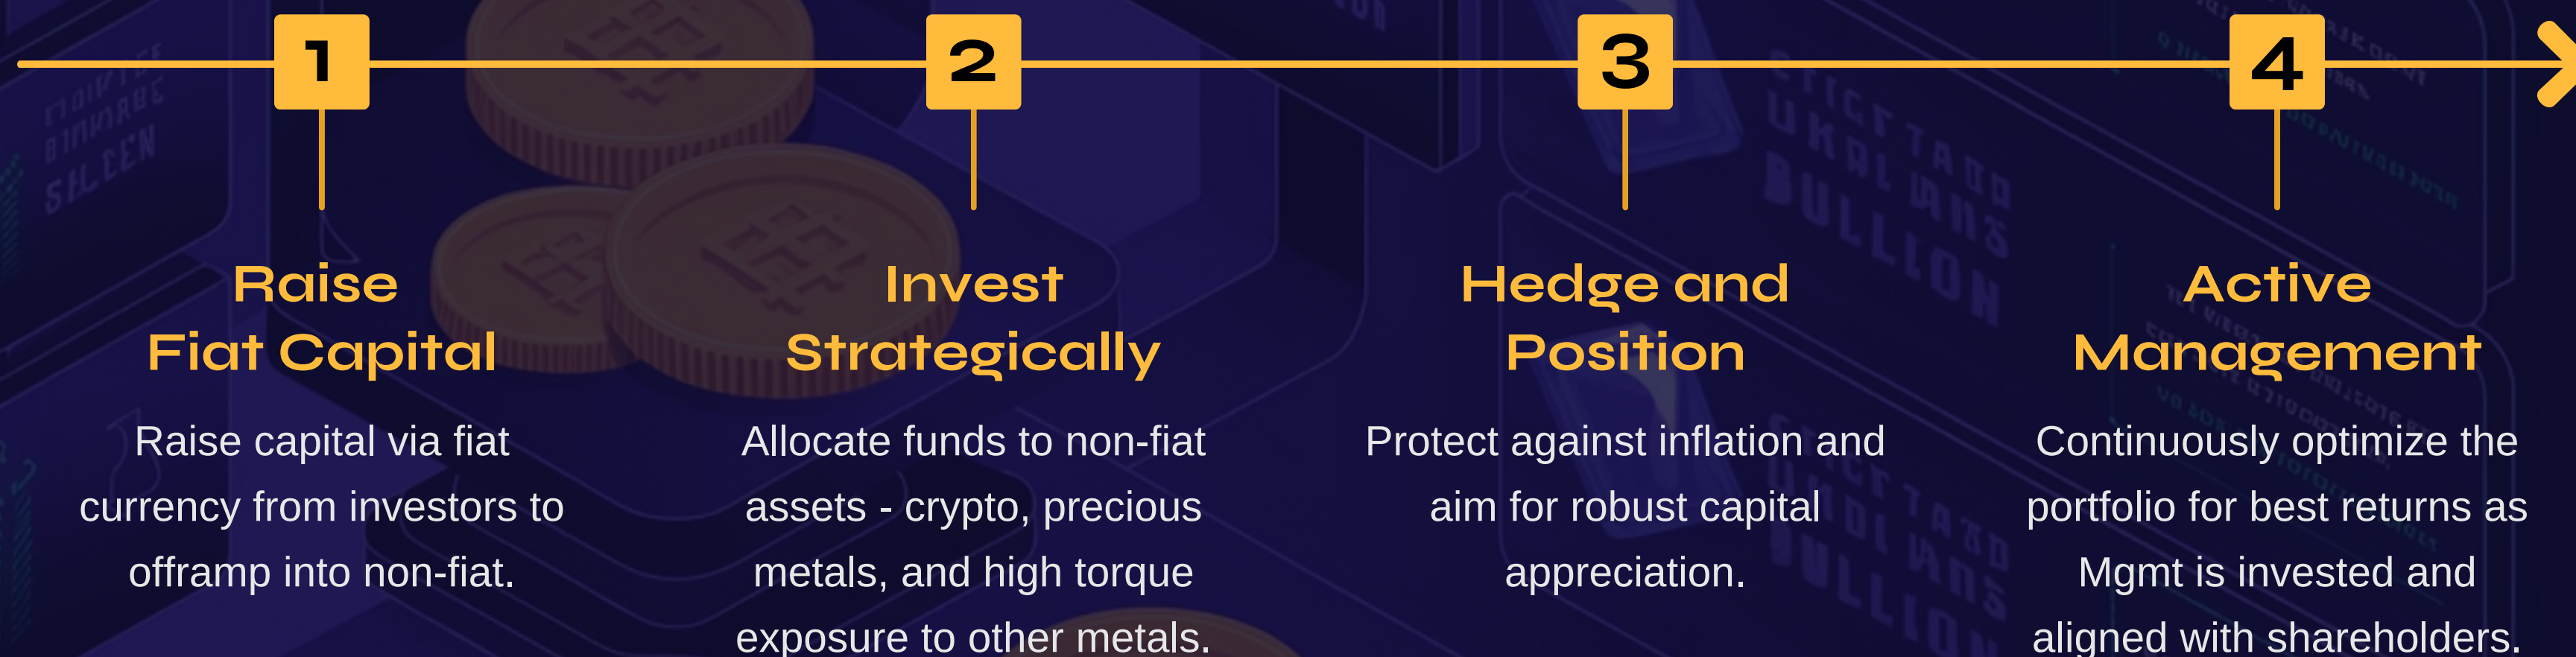 1
2
3
4
Raise
Fiat Capital
Raise capital via fiat
currency from investors to
offramp into non-fiat.
Invest
Strategically
Allocate funds to non-fiat
assets - crypto, precious
metals, and high torque
exposure to other metals.
Hedge and
Position
Protect against inflation and
aim for robust capital
appreciation.
Active
Management
Continuously optimize the
portfolio for best returns as
Mgmt is invested and
aligned with shareholders.
BULLION
BULLION